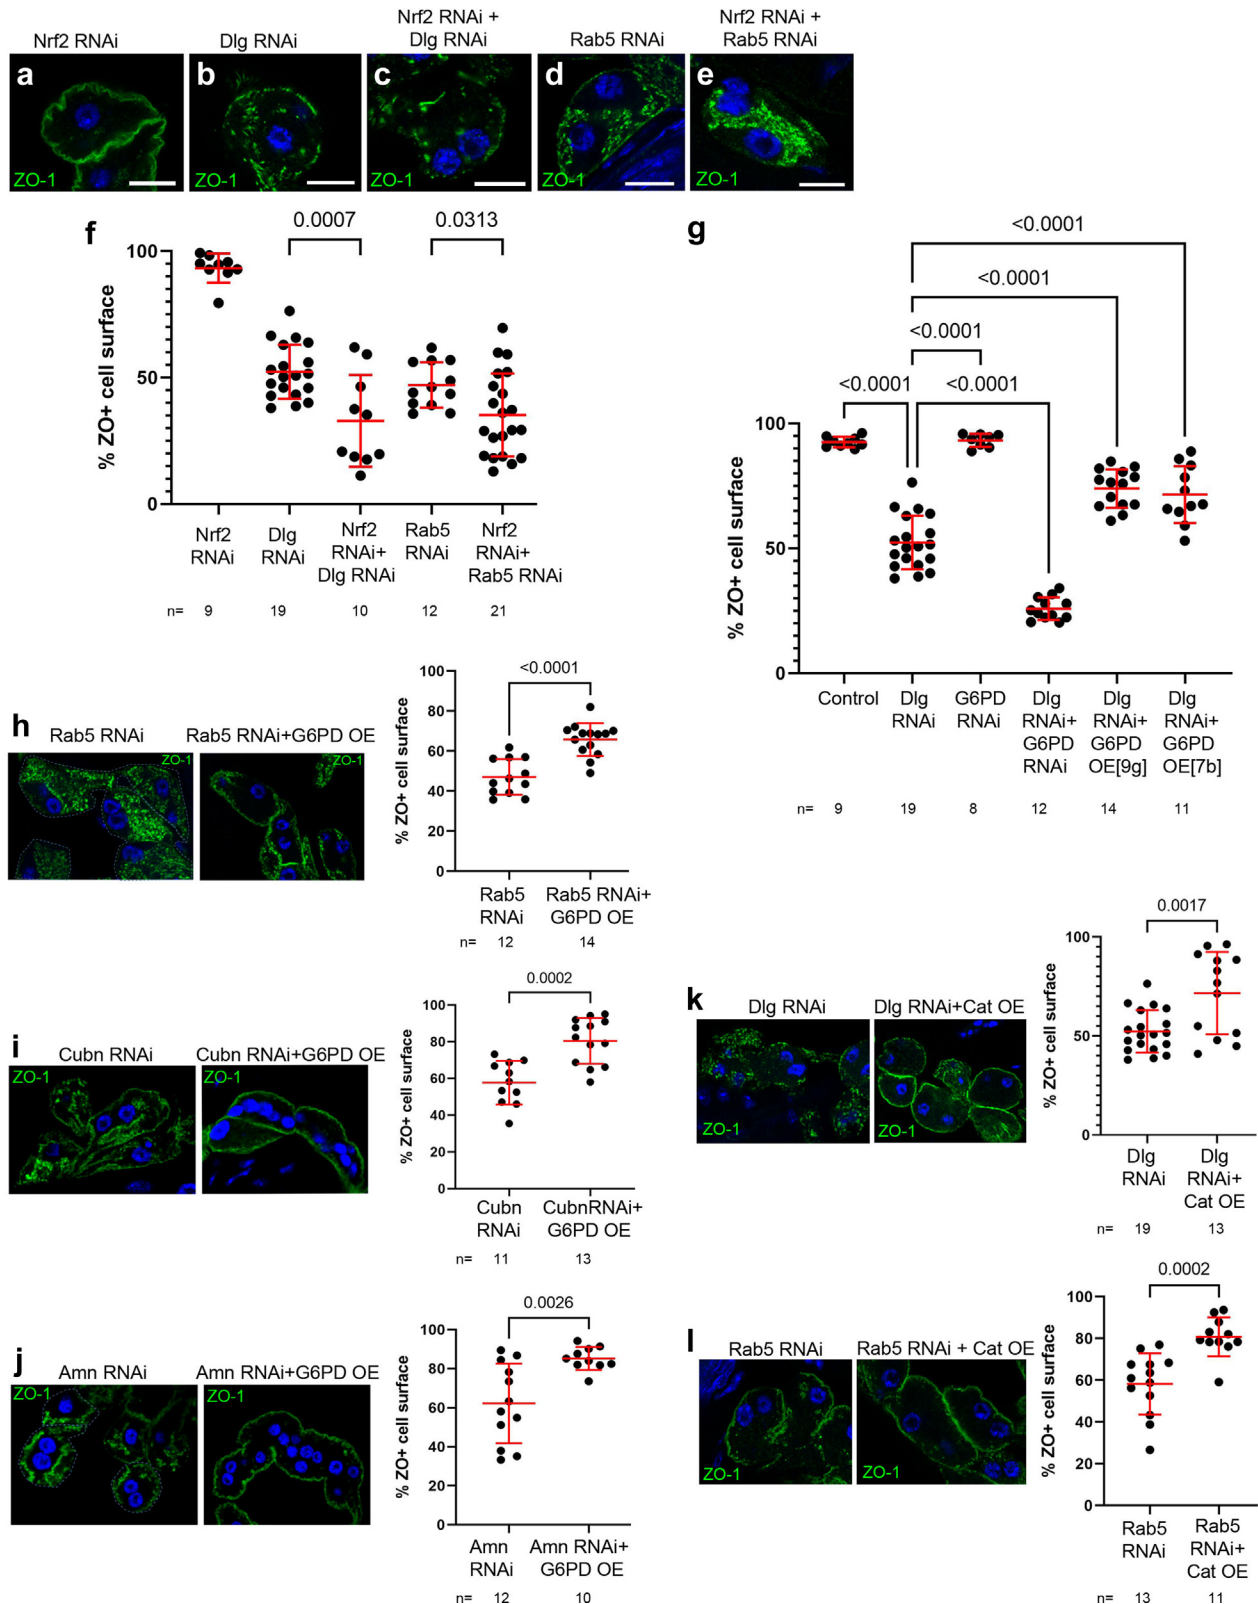 Nrf2 RNAi
Dlg RNAi
Nrf2 RNAi +
Dlg RNAi
Rab5 RNAi
Nrf2 RNAi +
Rab5 RNAi
a
b
c
d
e
ZO-1
ZO-1
ZO-1
ZO-1
ZO-1
f
0.0007
0.0313
% ZO+ cell surface
100
50
0
Nrf2
RNAi
Dlg
RNAi
Nrf2
RNAi+
Dlg RNAi
Rab5
RNAi
Nrf2
RNAi+
Rab5 RNAi
n= 9 19 10 12 21
g
<0.0001
<0.0001
<0.0001
<0.0001
<0.0001
% ZO+ cell surface
100
50
0
Control
Dlg
RNAi
G6PD
RNAi
Dlg
RNAi+
G6PD
RNAi
Dlg
RNAi+
G6PD
OE[9g]
Dlg
RNAi+
G6PD
OE[7b]
n= 9 19 8 12 14 11
h
Rab5 RNAi
Rab5 RNAi+G6PD OE
ZO-1
ZO-1
<0.0001
% ZO+ cell surface
100
80
60
40
20
0
Rab5
RNAi
Rab5 RNAi+
G6PD OE
n= 12 14
i
Cubn RNAi
Cubn RNAi+G6PD OE
ZO-1
ZO-1
0.0002
% ZO+ cell surface
100
80
60
40
20
0
Cubn
RNAi
CubnRNAi+
G6PD OE
n= 11 13
j
Amn RNAi
Amn RNAi+G6PD OE
ZO-1
ZO-1
0.0026
% ZO+ cell surface
100
80
60
40
20
0
Amn
RNAi
Amn RNAi+
G6PD OE
n= 12 10
k
Dlg RNAi
Dlg RNAi+Cat OE
ZO-1
ZO-1
0.0017
% ZO+ cell surface
100
50
0
Dlg
RNAi
Dlg
RNAi+
Cat OE
n= 19 13
l
Rab5 RNAi
Rab5 RNAi + Cat OE
ZO-1
ZO-1
0.0002
% ZO+ cell surface
100
80
60
40
20
0
Rab5
RNAi
Rab5
RNAi+
Cat OE
n= 13 11